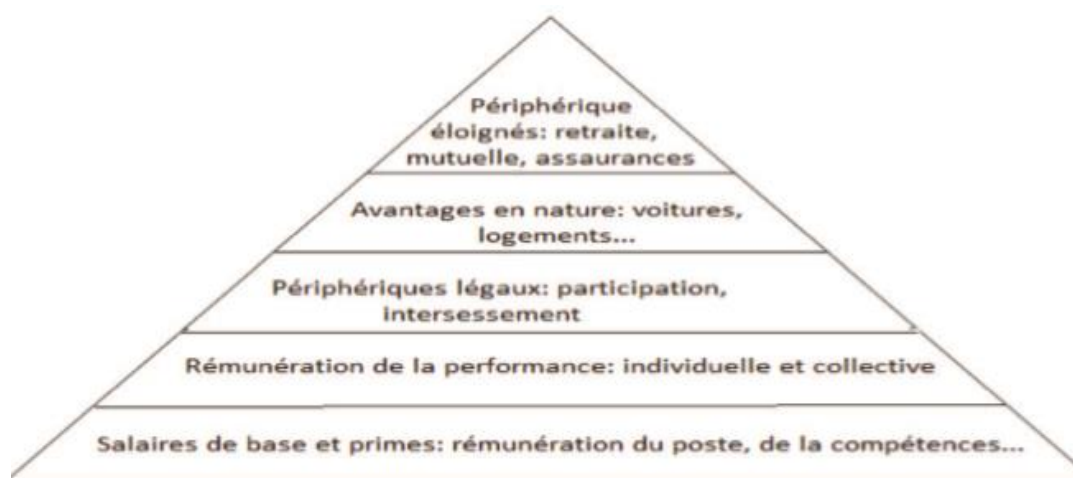 Périphérique
éloignés: retraite,
mutuelle, assaurances
Avantages en nature: voitures,
logements...
Périphériques légaux: participation,
intersessement
Rémunération de la performance: individuelle et collective
Salaires de base et primes: rémunération du poste, de la compétences...